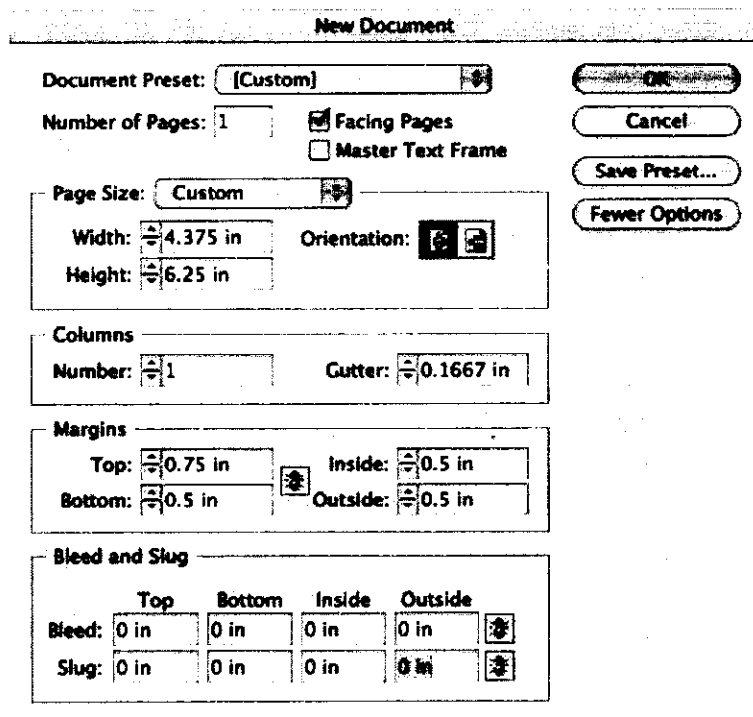 New Document
Document Preset: [Custom]
OK
Number of Pages: 1
Facing Pages
Cancel
Master Text Frame
Save Preset...
Page Size: Custom
Fewer Options
Width: 4.375 in
Orientation:
Height: 6.25 in
Columns
Number: 1
Gutter: 0.1667 in
Margins
Top: 0.75 in
Inside: 0.5 in
Bottom: 0.5 in
Outside: 0.5 in
Bleed and Slug
Top Bottom Inside Outside
Bleed: 0 in 0 in 0 in 0 in
Slug: 0 in 0 in 0 in 0 in